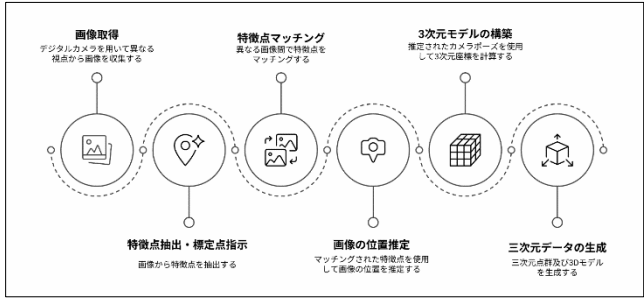 画像取得
デジタルカメラを用いて異なる
視点から画像を収集する
特徴点抽出・標定点指示
画像から特徴点を抽出する
特徴点マッチング
異なる画像間で特徴点を
マッチングする
画像の位置推定
マッチングされた特徴点を使用
して画像の位置を推定する
3次元モデルの構築
推定されたカメラポーズを使用
して3次元座標を計算する
三次元データの生成
三次元点群及び3Dモデル
を生成する